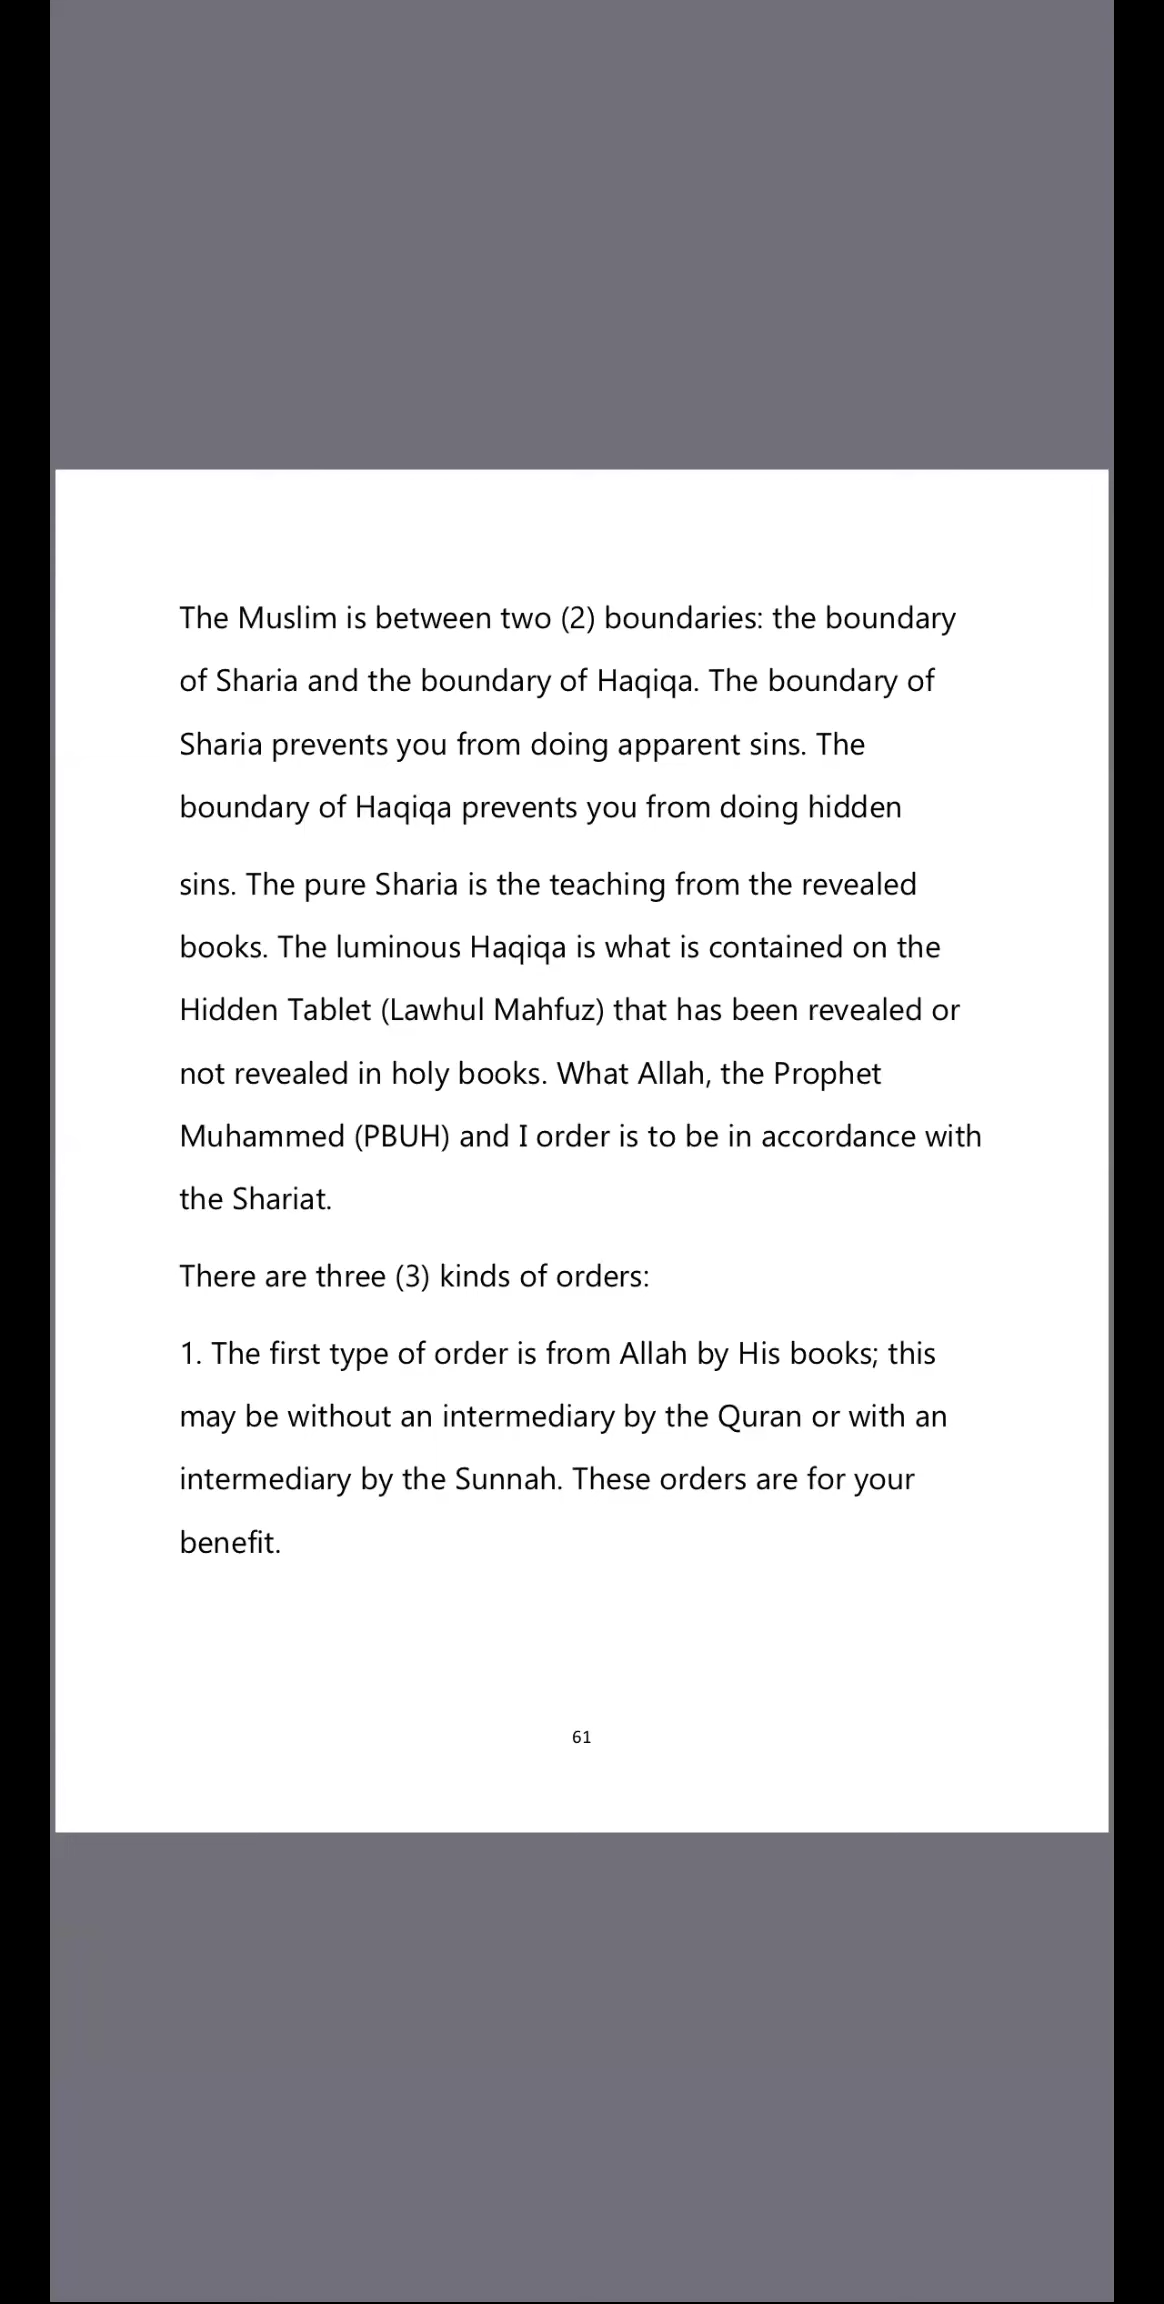 The Muslim is between two (2) boundaries: the boundary
of Sharia and the boundary of Haqiqa. The boundary of
Sharia prevents you from doing apparent sins. The
boundary of Haqiqa prevents you from doing hidden
sins. The pure Sharia is the teaching from the revealed
books. The luminous Haqiqa is what is contained on the
Hidden Tablet (Lawhul Mahfuz) that has been revealed or
not revealed in holy books. What Allah, the Prophet
Muhammed (PBUH) and I order is to be in accordance with
the Shariat.
There are three (3) kinds of orders:
1. The first type of order is from Allah by His books; this
may be without an intermediary by the Quran or with an
intermediary by the Sunnah. These orders are for your
benefit.
61